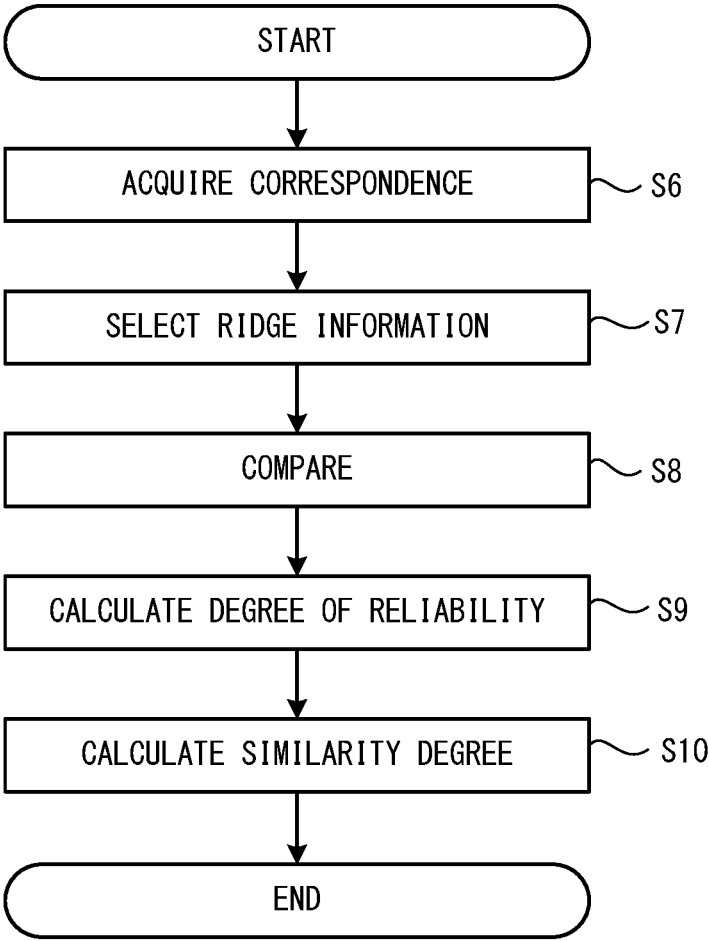 START
ACQUIRE CORRESPONDENCE
S6
SELECT RIDGE INFORMATION
S7
COMPARE
S8
CALCULATE DEGREE OF RELIABILITY
S9
CALCULATE SIMILARITY DEGREE
S10
END